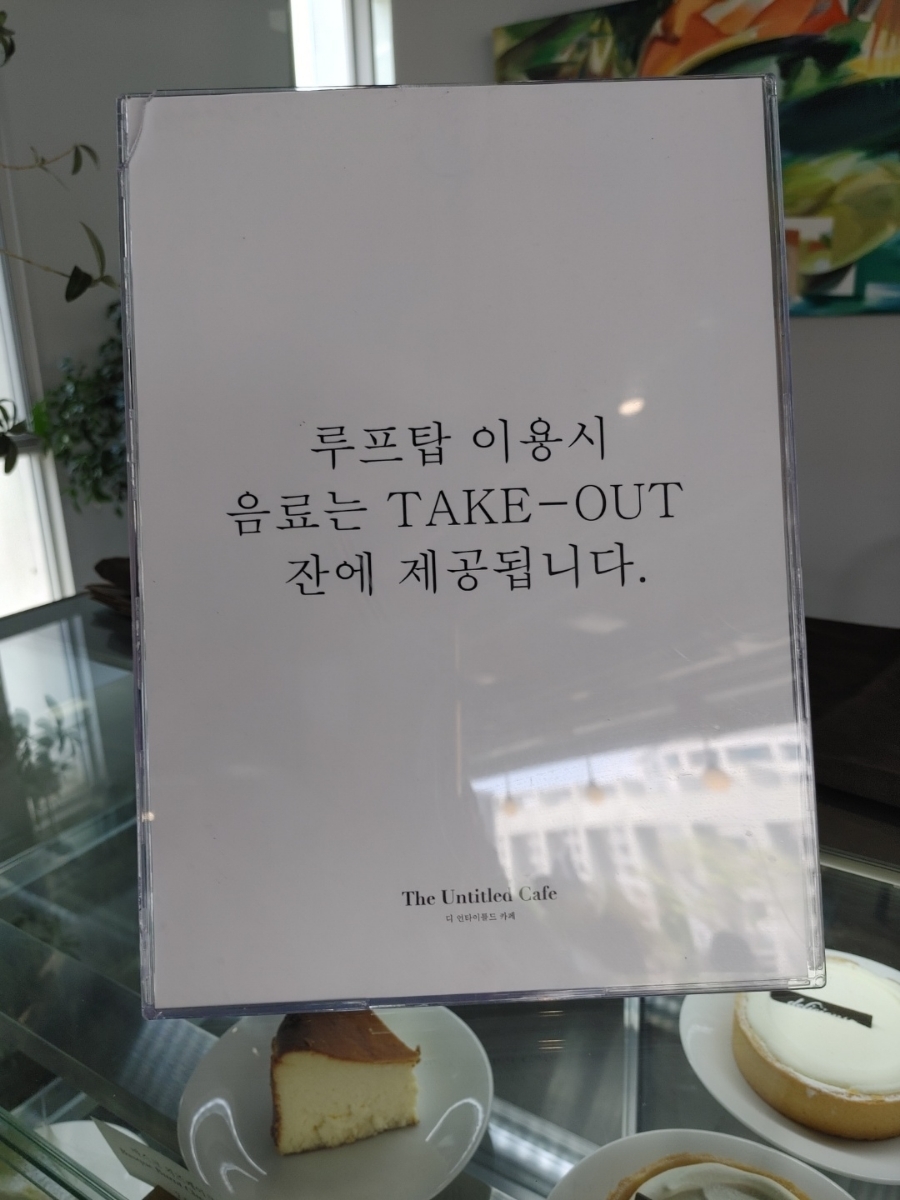 루프탑 이용시
음료는 TAKE-OUT
잔에 제공됩니다.
The Untitled Cafe
디 언타이틀드 카페